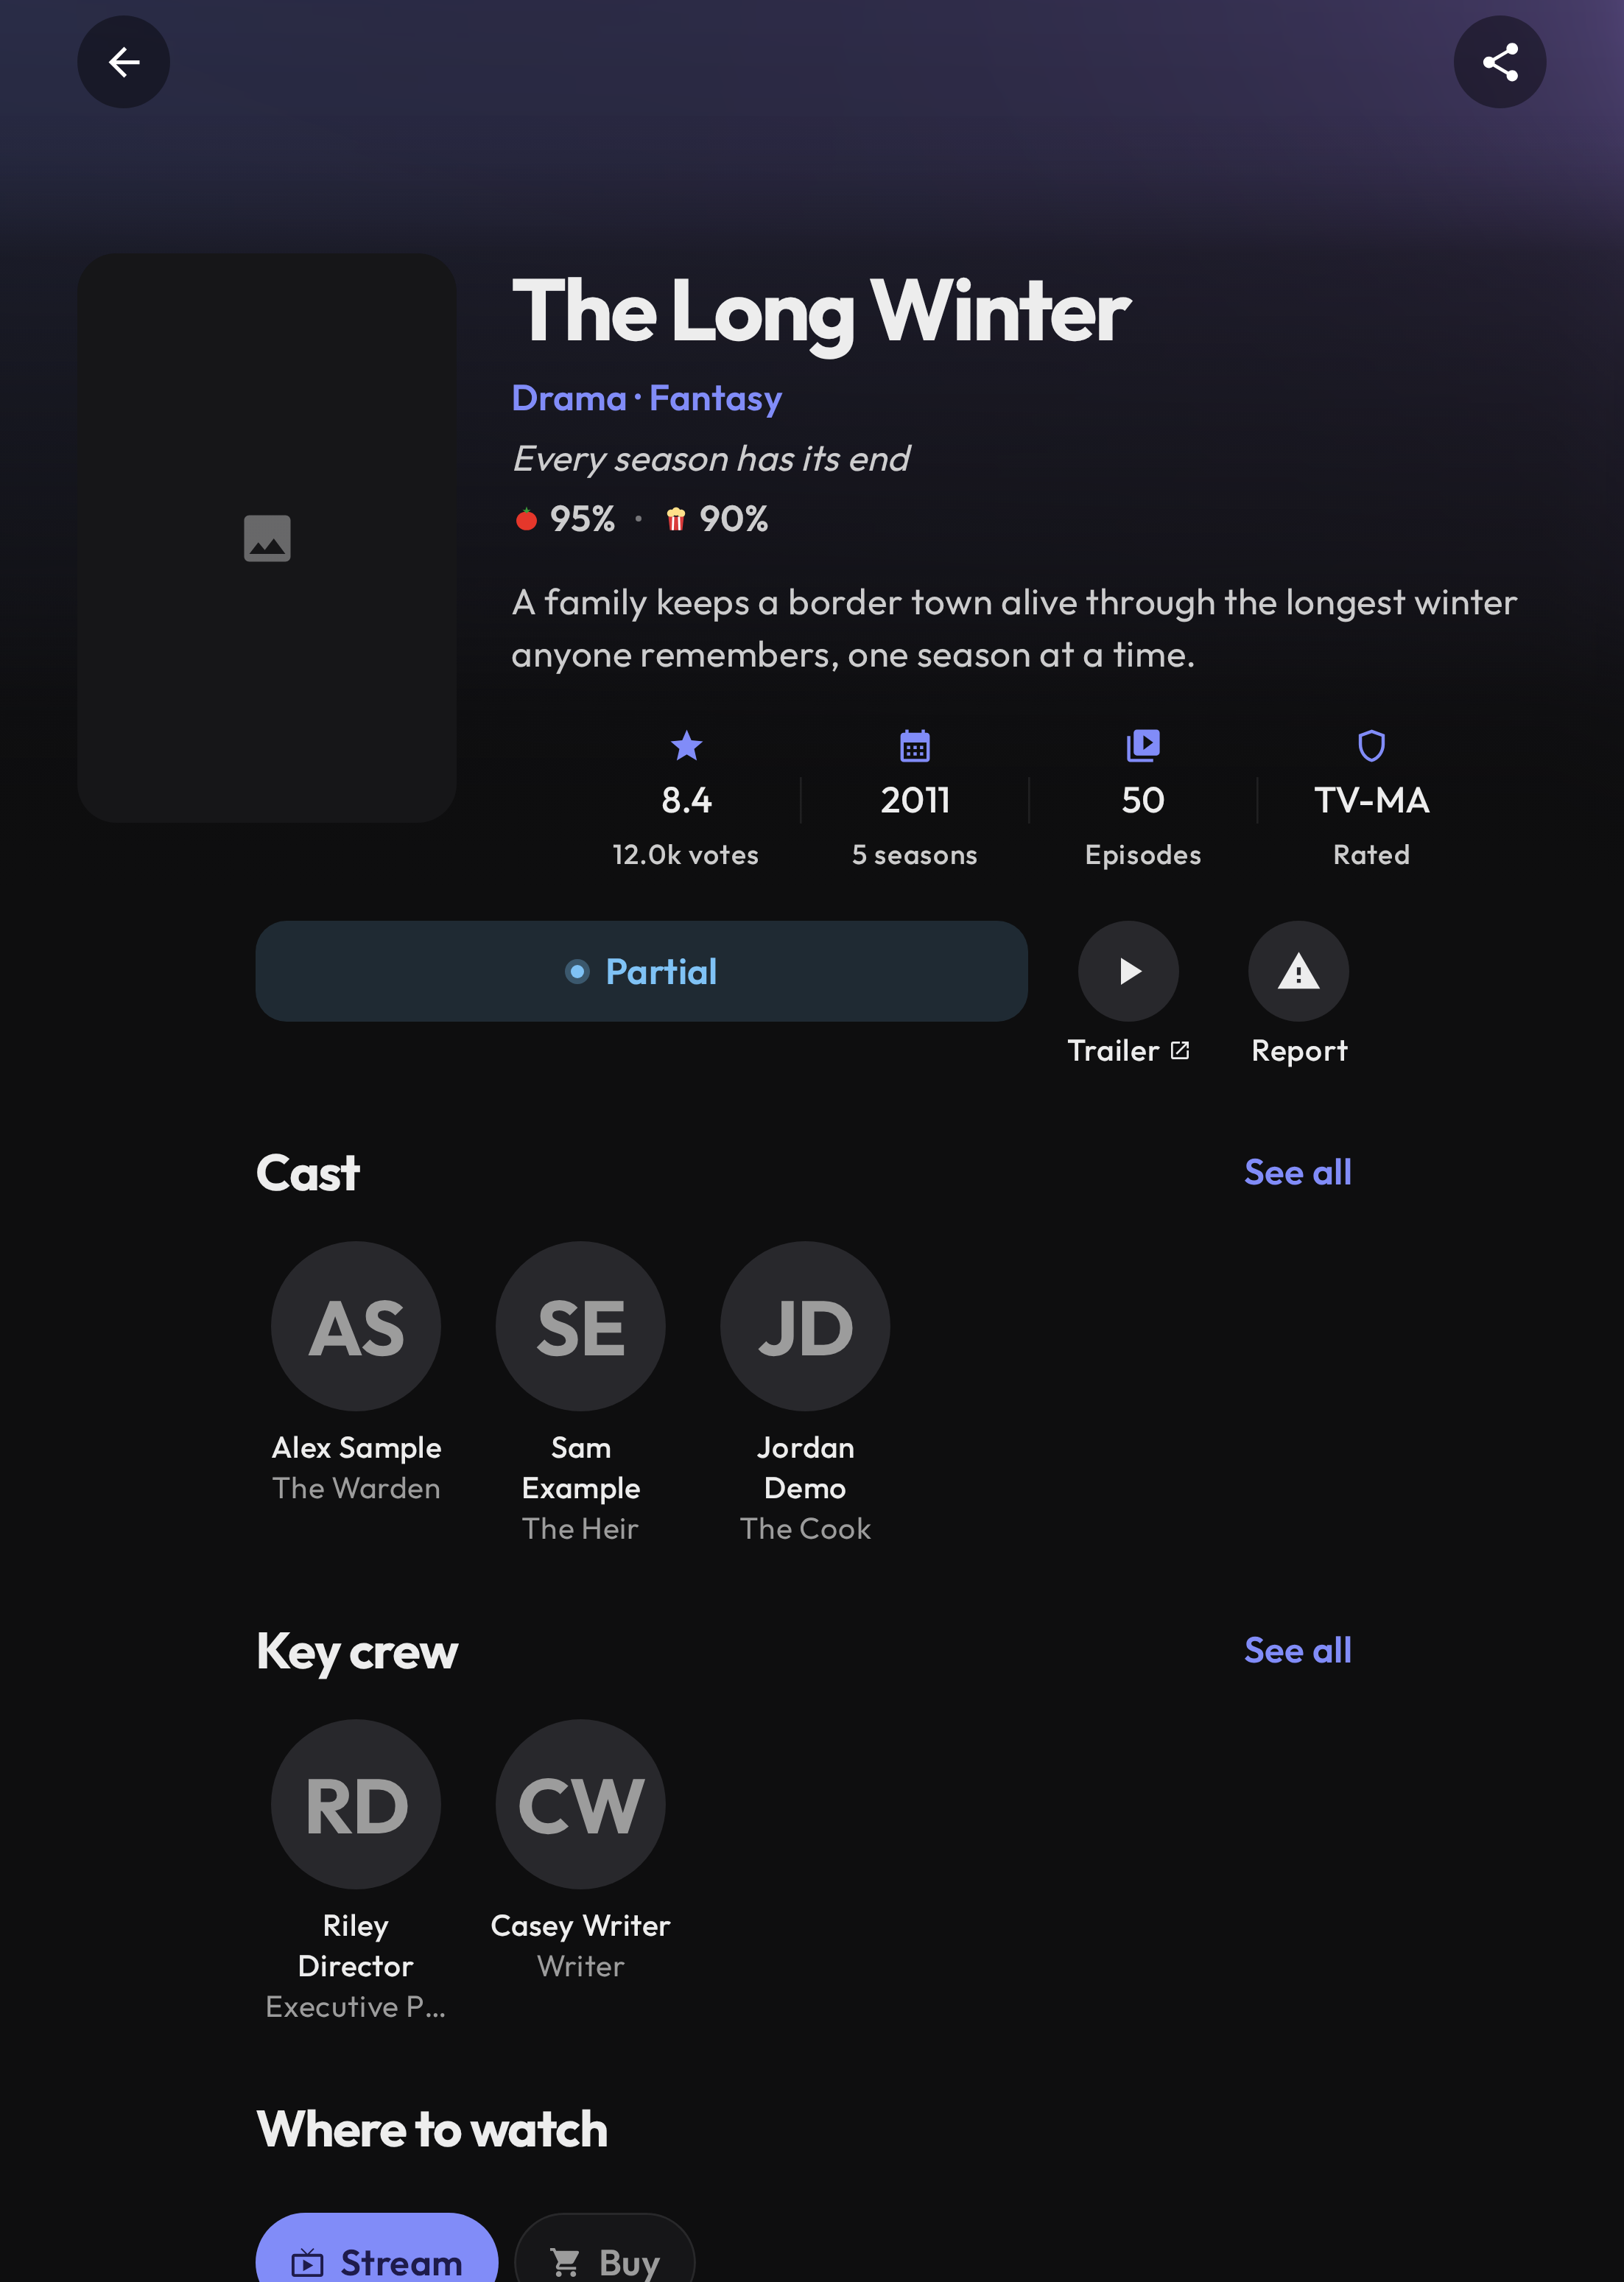 The Long Winter
Drama · Fantasy
Every season has its end
95% · 90%
A family keeps a border town alive through the longest winter
anyone remembers, one season at a time.
8.4 2011 50 TV-MA
12.0k votes 5 seasons Episodes Rated
Partial
Trailer Report
Cast See all
AS SE JD
Alex Sample Sam Jordan
The Warden Example Demo
The Heir The Cook
Key crew See all
RD CW
Riley Casey Writer
Director Writer
Executive P...
Where to watch
Stream Buy